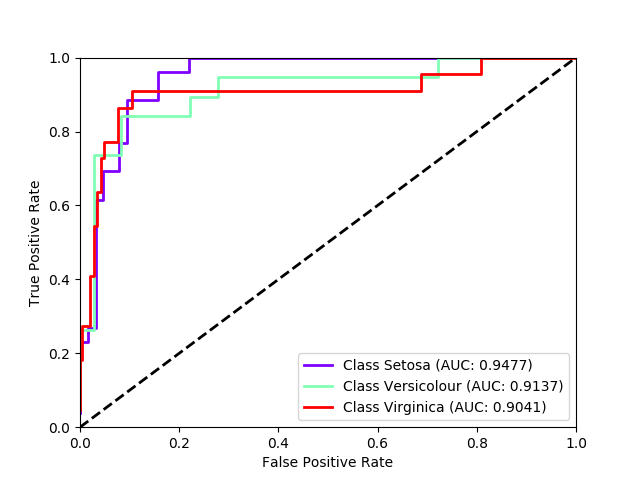 1.0
0.8
0.6
0.4
0.2
0.0
True Positive Rate
Class Setosa (AUC: 0.9477)
Class Versicolour (AUC: 0.9137)
Class Virginica (AUC: 0.9041)
0.0 0.2 0.4 0.6 0.8 1.0
False Positive Rate